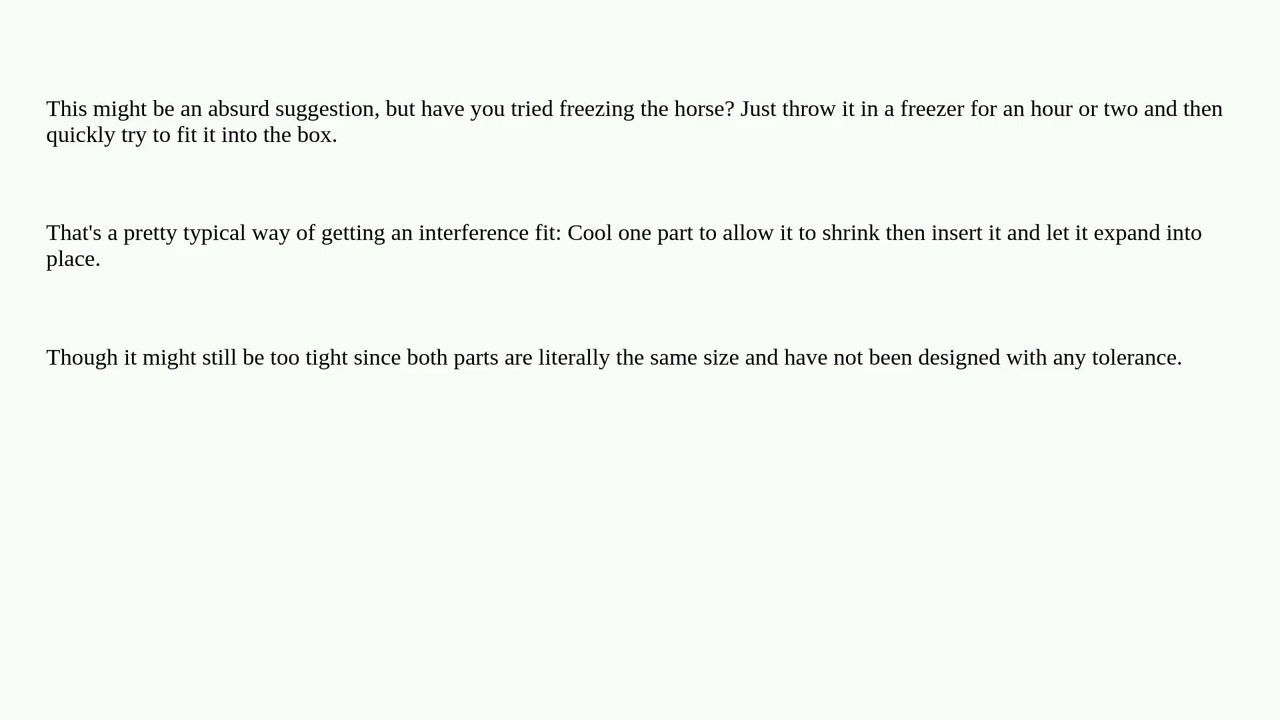 This might be an absurd suggestion, but have you tried freezing the horse? Just throw it in a freezer for an hour or two and then
quickly try to fit it into the box.
That's a pretty typical way of getting an interference fit: Cool one part to allow it to shrink then insert it and let it expand into
place.
Though it might still be too tight since both parts are literally the same size and have not been designed with any tolerance.